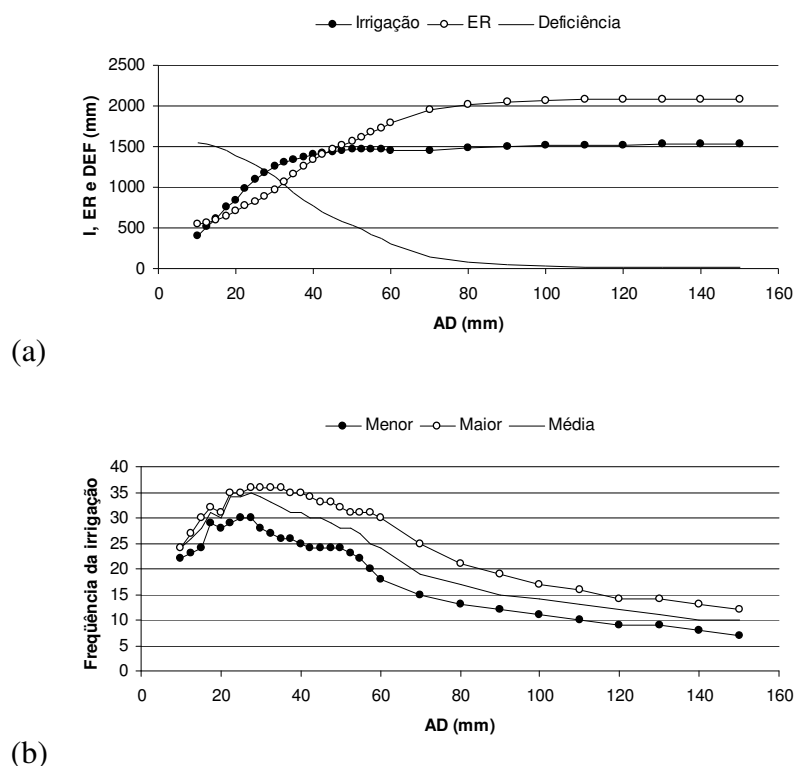 Irrigação ER Deficiência
2500
2000
1500
1000
500
0
I, ER e DEF (mm)
0 20 40 60 80 100 120 140 160
AD (mm)
(a)
Menor Maior Média
40
35
30
25
20
15
10
5
0
Freqüência da irrigação
0 20 40 60 80 100 120 140 160
AD (mm)
(b)